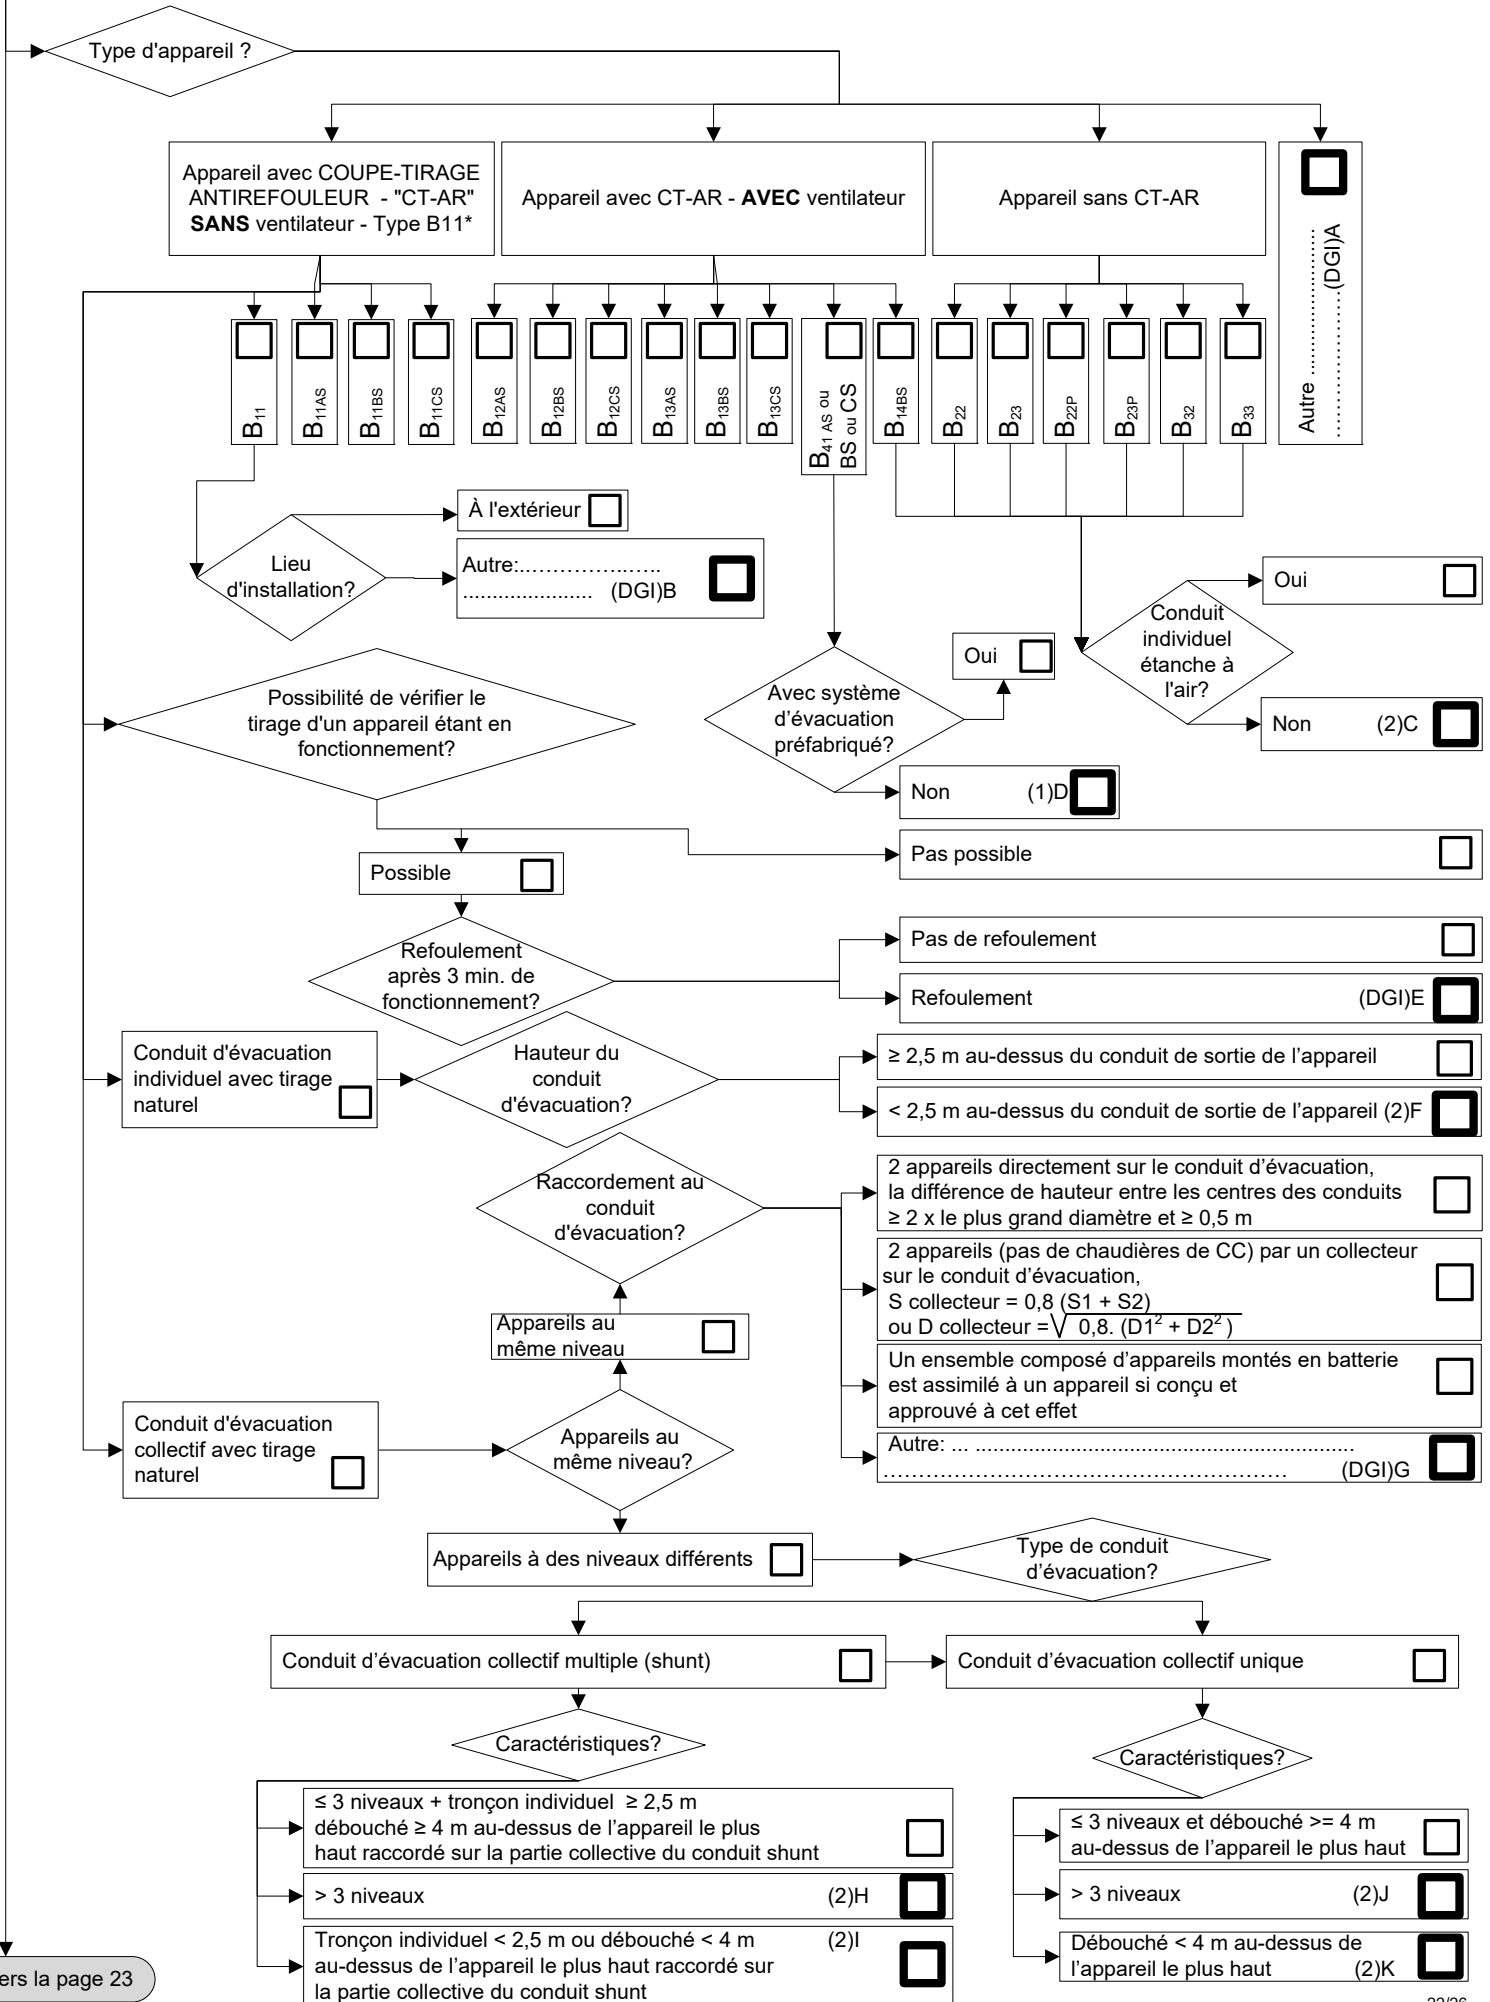 Type d'appareil ?
Appareil avec COUPE-TIRAGE
ANTIREFOULEUR - "CT-AR"
SANS ventilateur - Type B11*
Appareil avec CT-AR - AVEC ventilateur
Appareil sans CT-AR
Autre ........................
........................(DGI)A
B11
B11AS
B11BS
B11CS
B12AS
B12BS
B12CS
B13AS
B13BS
B13CS
B41 AS ou
BS ou CS
B14BS
B22
B23
B22P
B23P
B32
B33
À l'extérieur
Lieu
d'installation?
Autre:......................
...................... (DGI)B
Oui
Conduit
individuel
étanche à
l'air?
Non (2)C
Oui
Avec système
d’évacuation
préfabriqué?
Non (1)D
Possibilité de vérifier le
tirage d'un appareil étant en
fonctionnement?
Possible
Pas possible
Refoulement
après 3 min. de
fonctionnement?
Pas de refoulement
Refoulement (DGI)E
Conduit d'évacuation
individuel avec tirage
naturel
Hauteur du
conduit
d'évacuation?
≥ 2,5 m au-dessus du conduit de sortie de l’appareil
< 2,5 m au-dessus du conduit de sortie de l’appareil (2)F
Raccordement au
conduit
d'évacuation?
2 appareils directement sur le conduit d’évacuation,
la différence de hauteur entre les centres des conduits
≥ 2 x le plus grand diamètre et ≥ 0,5 m
2 appareils (pas de chaudières de CC) par un collecteur
sur le conduit d’évacuation,
S collecteur = 0,8 (S1 + S2)
ou D collecteur =√ 0,8. (D1² + D2² )
Un ensemble composé d’appareils montés en batterie
est assimilé à un appareil si conçu et
approuvé à cet effet
Autre: ... ................................................................
......................................................... (DGI)G
Appareils au
même niveau
Conduit d'évacuation
collectif avec tirage
naturel
Appareils au
même niveau?
Appareils à des niveaux différents
Type de conduit
d’évacuation?
Conduit d’évacuation collectif multiple (shunt)
Conduit d’évacuation collectif unique
Caractéristiques?
Caractéristiques?
≤ 3 niveaux + tronçon individuel ≥ 2,5 m
débouché ≥ 4 m au-dessus de l’appareil le plus
haut raccordé sur la partie collective du conduit shunt
> 3 niveaux (2)H
Tronçon individuel < 2,5 m ou débouché < 4 m (2)I
au-dessus de l’appareil le plus haut raccordé sur
la partie collective du conduit shunt
≤ 3 niveaux et débouché >= 4 m
au-dessus de l’appareil le plus haut
> 3 niveaux (2)J
Débouché < 4 m au-dessus de
l’appareil le plus haut (2)K
ers la page 23